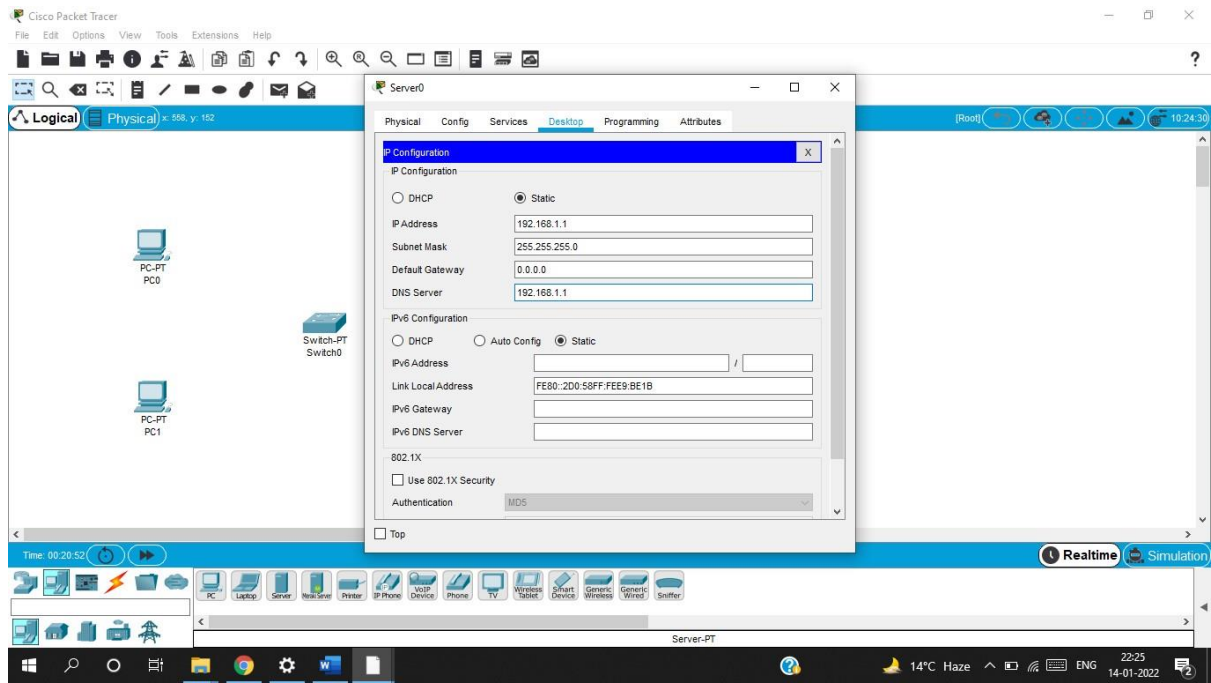 Cisco Packet Tracer
File Edit Options View Tools Extensions Help
?
Logical Physical x: 558, y: 152
[Root] 10:24:30
Server0
Physical Config Services Desktop Programming Attributes
IP Configuration X
IP Configuration
DHCP Static
IP Address 192.168.1.1
Subnet Mask 255.255.255.0
Default Gateway 0.0.0.0
DNS Server 192.168.1.1
IPv6 Configuration
DHCP Auto Config Static
IPv6 Address /
Link Local Address FE80::2D0:58FF:FEE9:BE1B
IPv6 Gateway
IPv6 DNS Server
802.1X
Use 802.1X Security
Authentication MD5
Top
PC-PT
PC0
Switch-PT
Switch0
PC-PT
PC1
Time: 00:20:52
Realtime Simulation
PC Laptop Server Printer IP Phone VoIP Device Phone TV Wireless Tablet Smart Device Generic Wireless Generic Wired Sniffer
Server-PT
14°C Haze ENG 22:25
14-01-2022 2